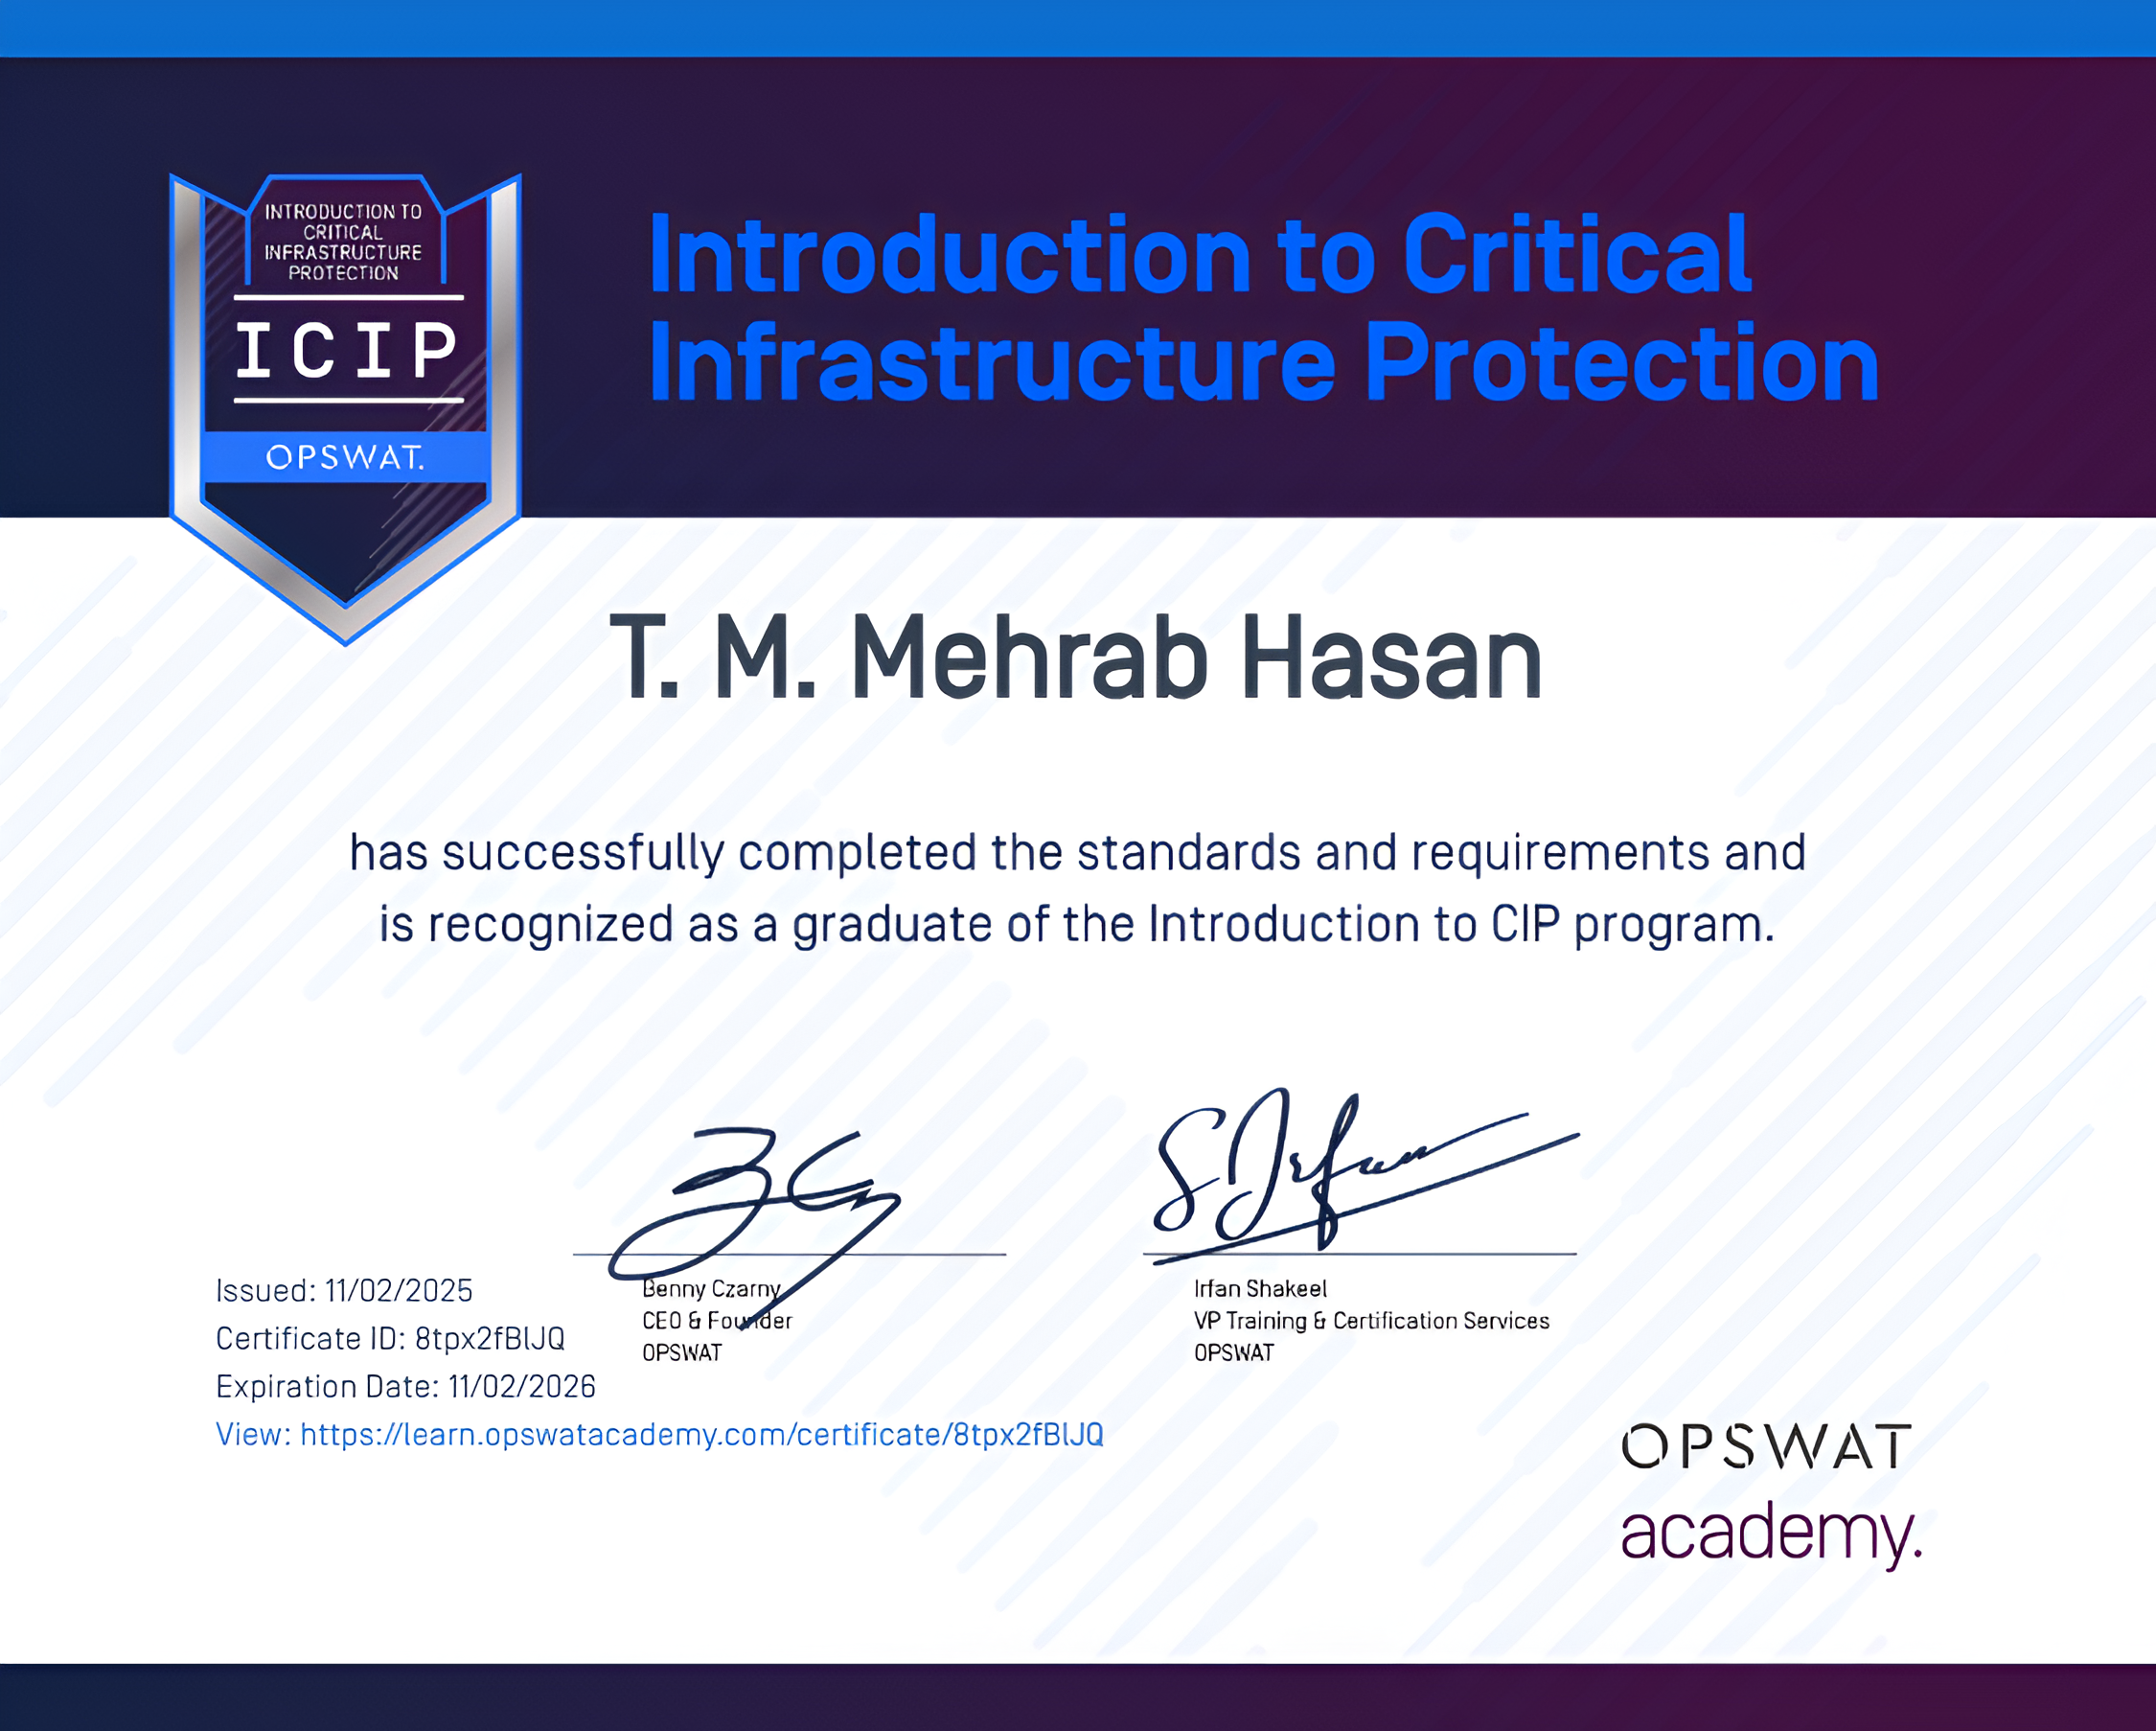 INTRODUCTION TO
CRITICAL
INFRASTRUCTURE
PROTECTION
ICIP
OPSWAT.
Introduction to Critical
Infrastructure Protection
T. M. Mehrab Hasan
has successfully completed the standards and requirements and
is recognized as a graduate of the Introduction to CIP program.
S Irfan
Benny Czarny
CEO & Founder
OPSWAT
Irfan Shakeel
VP Training & Certification Services
OPSWAT
Issued: 11/02/2025
Certificate ID: 8tpx2fBlJQ
Expiration Date: 11/02/2026
View: https://learn.opswatacademy.com/certificate/8tpx2fBlJQ
OPSWAT
academy.